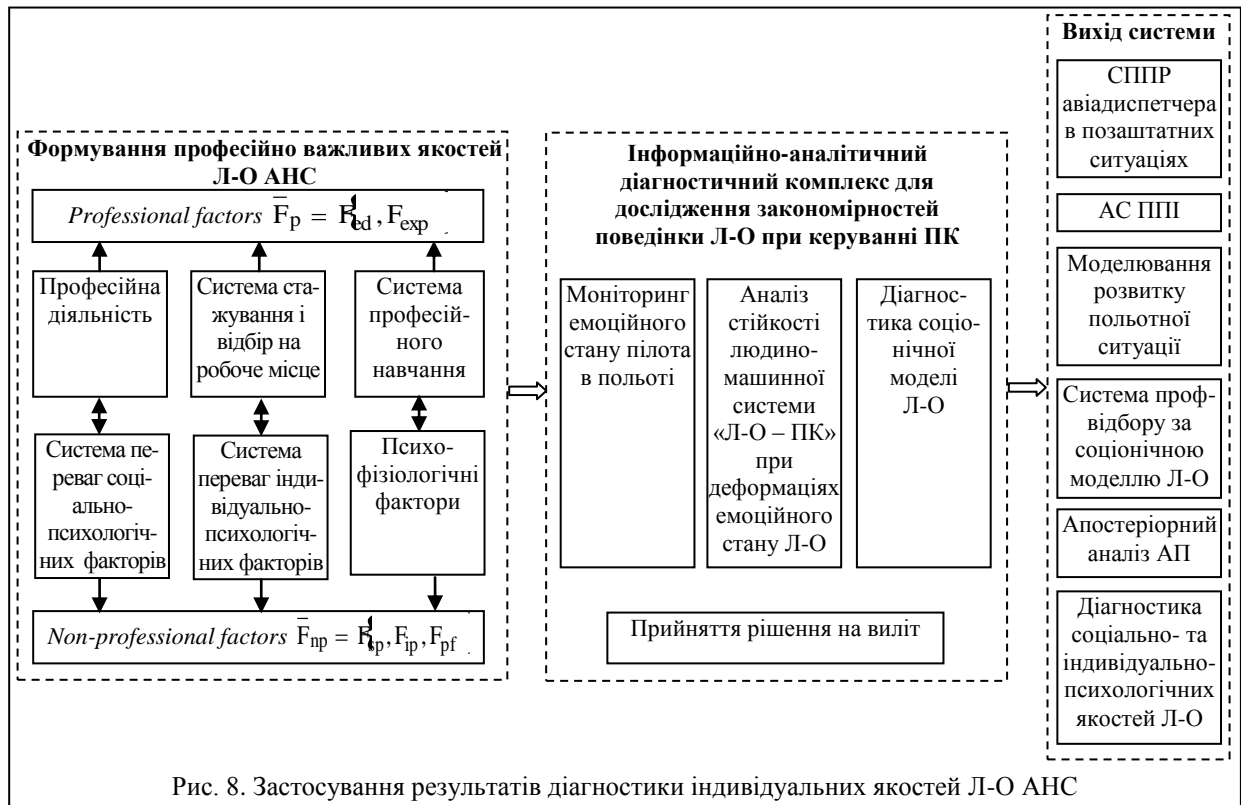 Формування професійно важливих якостей
Л-О АНС
Professional factors F̄p = {Fed , Fexp
Професійна
діяльність
Система ста-
жування і
відбір на
робоче місце
Система
професій-
ного
навчання
Система пе-
реваг соці-
ально-
психологіч-
них факторів
Система
переваг інди-
відуально-
психологіч-
них факторів
Психо-
фізіологічні
фактори
Non-professional factors F̄np = {Fsp, Fip, Fpf
Інформаційно-аналітичний
діагностичний комплекс для
дослідження закономірностей
поведінки Л-О при керуванні ПК
Моніторинг
емоційного
стану пілота
в польоті
Аналіз
стійкості
людино-
машинної
системи
«Л-О – ПК»
при
деформаціях
емоційного
стану Л-О
Діагнос-
тика соціо-
нічної
моделі
Л-О
Прийняття рішення на виліт
Вихід системи
СППР
авіадиспетчера
в позаштатних
ситуаціях
АС ППІ
Моделювання
розвитку
польотної
ситуації
Система проф-
відбору за
соціонічною
моделлю Л-О
Апостеріорний
аналіз АП
Діагностика
соціально- та
індивідуально-
психологічних
якостей Л-О
Рис. 8. Застосування результатів діагностики індивідуальних якостей Л-О АНС